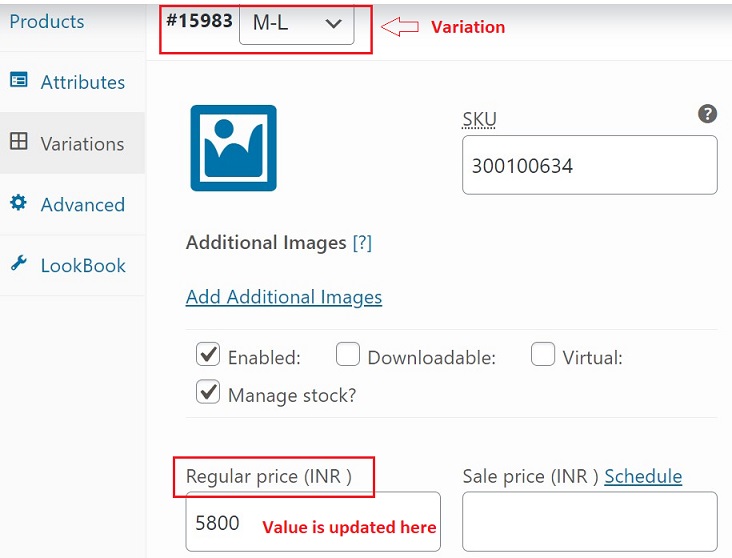 Products
#15983 M-L
Variation
Attributes
SKU
?
Variations
300100634
Advanced
Additional Images [?]
LookBook
Add Additional Images
Enabled: Downloadable: Virtual:
Manage stock?
Regular price (INR ) Sale price (INR ) Schedule
5800 Value is updated here